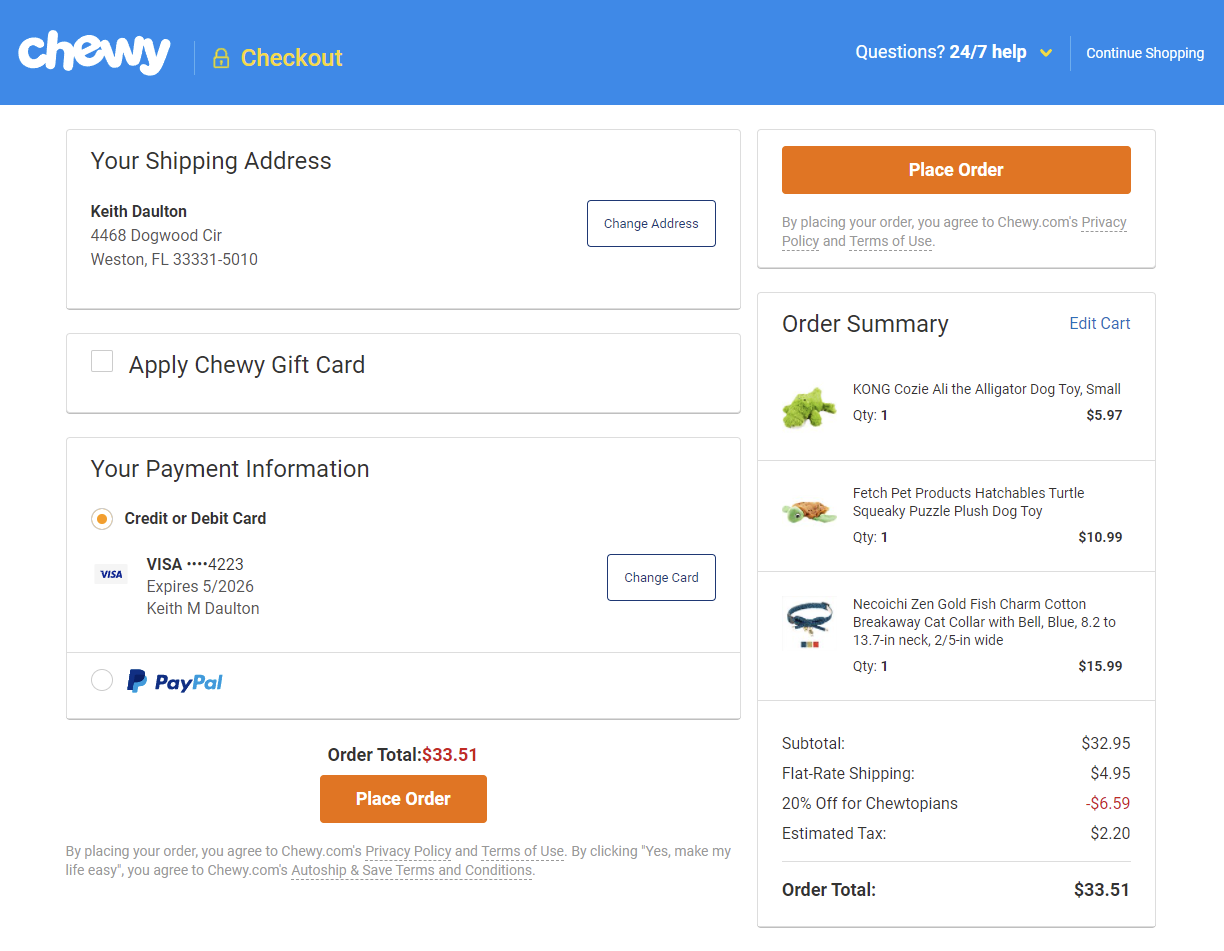 chewy
Checkout
Questions? 24/7 help
Continue Shopping
Your Shipping Address
Keith Daulton
4468 Dogwood Cir
Weston, FL 33331-5010
Change Address
Apply Chewy Gift Card
Your Payment Information
Credit or Debit Card
VISA
VISA ••••4223
Expires 5/2026
Keith M Daulton
Change Card
PayPal
Order Total:$33.51
Place Order
By placing your order, you agree to Chewy.com's Privacy Policy and Terms of Use. By clicking "Yes, make my
life easy", you agree to Chewy.com's Autoship & Save Terms and Conditions.
Place Order
By placing your order, you agree to Chewy.com's Privacy
Policy and Terms of Use.
Order Summary
Edit Cart
KONG Cozie Ali the Alligator Dog Toy, Small
Qty: 1 $5.97
Fetch Pet Products Hatchables Turtle
Squeaky Puzzle Plush Dog Toy
Qty: 1 $10.99
Necoichi Zen Gold Fish Charm Cotton
Breakaway Cat Collar with Bell, Blue, 8.2 to
13.7-in neck, 2/5-in wide
Qty: 1 $15.99
Subtotal: $32.95
Flat-Rate Shipping: $4.95
20% Off for Chewtopians -$6.59
Estimated Tax: $2.20
Order Total: $33.51